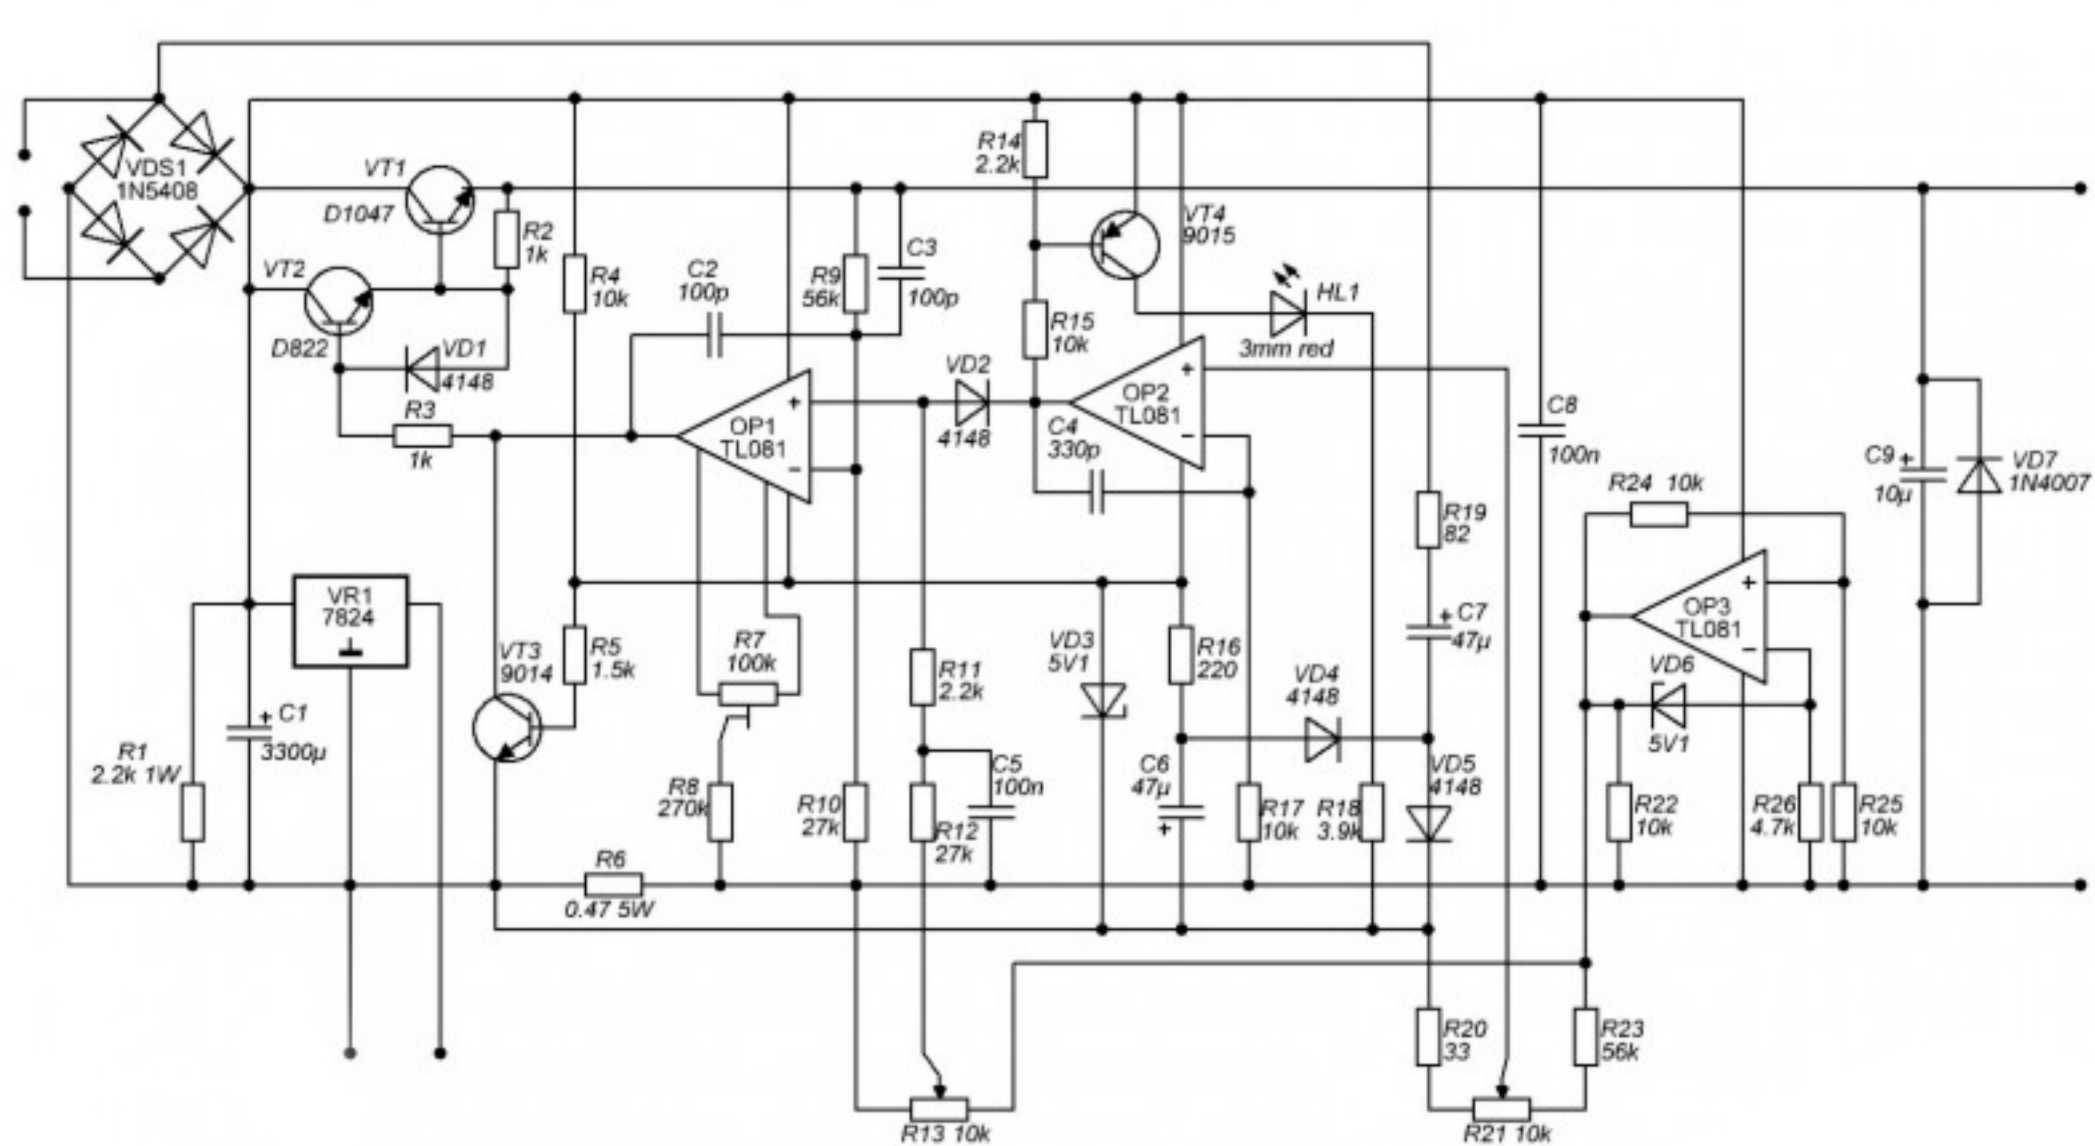 VDS1
1N5408
VT1
D1047
R2
1k
VT2
D822
VD1
4148
R3
1k
R4
10k
C2
100p
R9
56k
C3
100p
R14
2.2k
VT4
9015
R15
10k
HL1
3mm red
VD2
4148
OP1
TL081
+
−
OP2
TL081
+
−
C4
330p
C8
100n
C9 +
10µ
VD7
1N4007
R24 10k
R19
82
+ C7
47µ
OP3
TL081
+
−
VD6
5V1
VR1
7824
VT3
9014
R5
1.5k
R7
100k
R11
2.2k
VD3
5V1
R16
220
VD4
4148
R1
2.2k 1W
+ C1
3300µ
R8
270k
R10
27k
R12
27k
C5
100n
C6
47µ
+
R17
10k
R18
3.9k
VD5
4148
R22
10k
R26
4.7k
R25
10k
R6
0.47 5W
R20
33
R23
56k
R13 10k
R21 10k